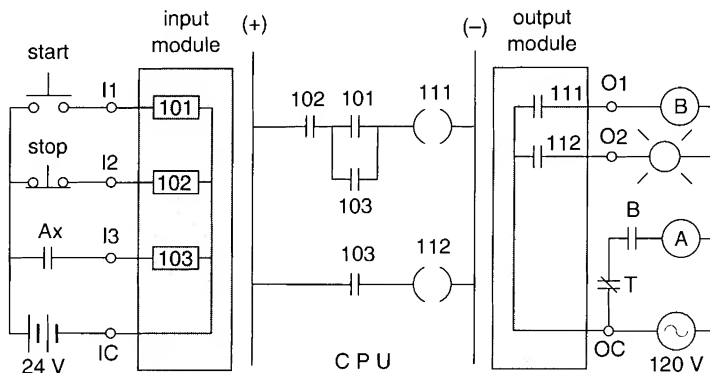 input module
(+)
(–)
output module
start
I1
101
102
101
111
111
O1
B
stop
I2
102
103
112
O2
Ax
I3
103
103
112
B
A
T
24 V
IC
C P U
OC
120 V